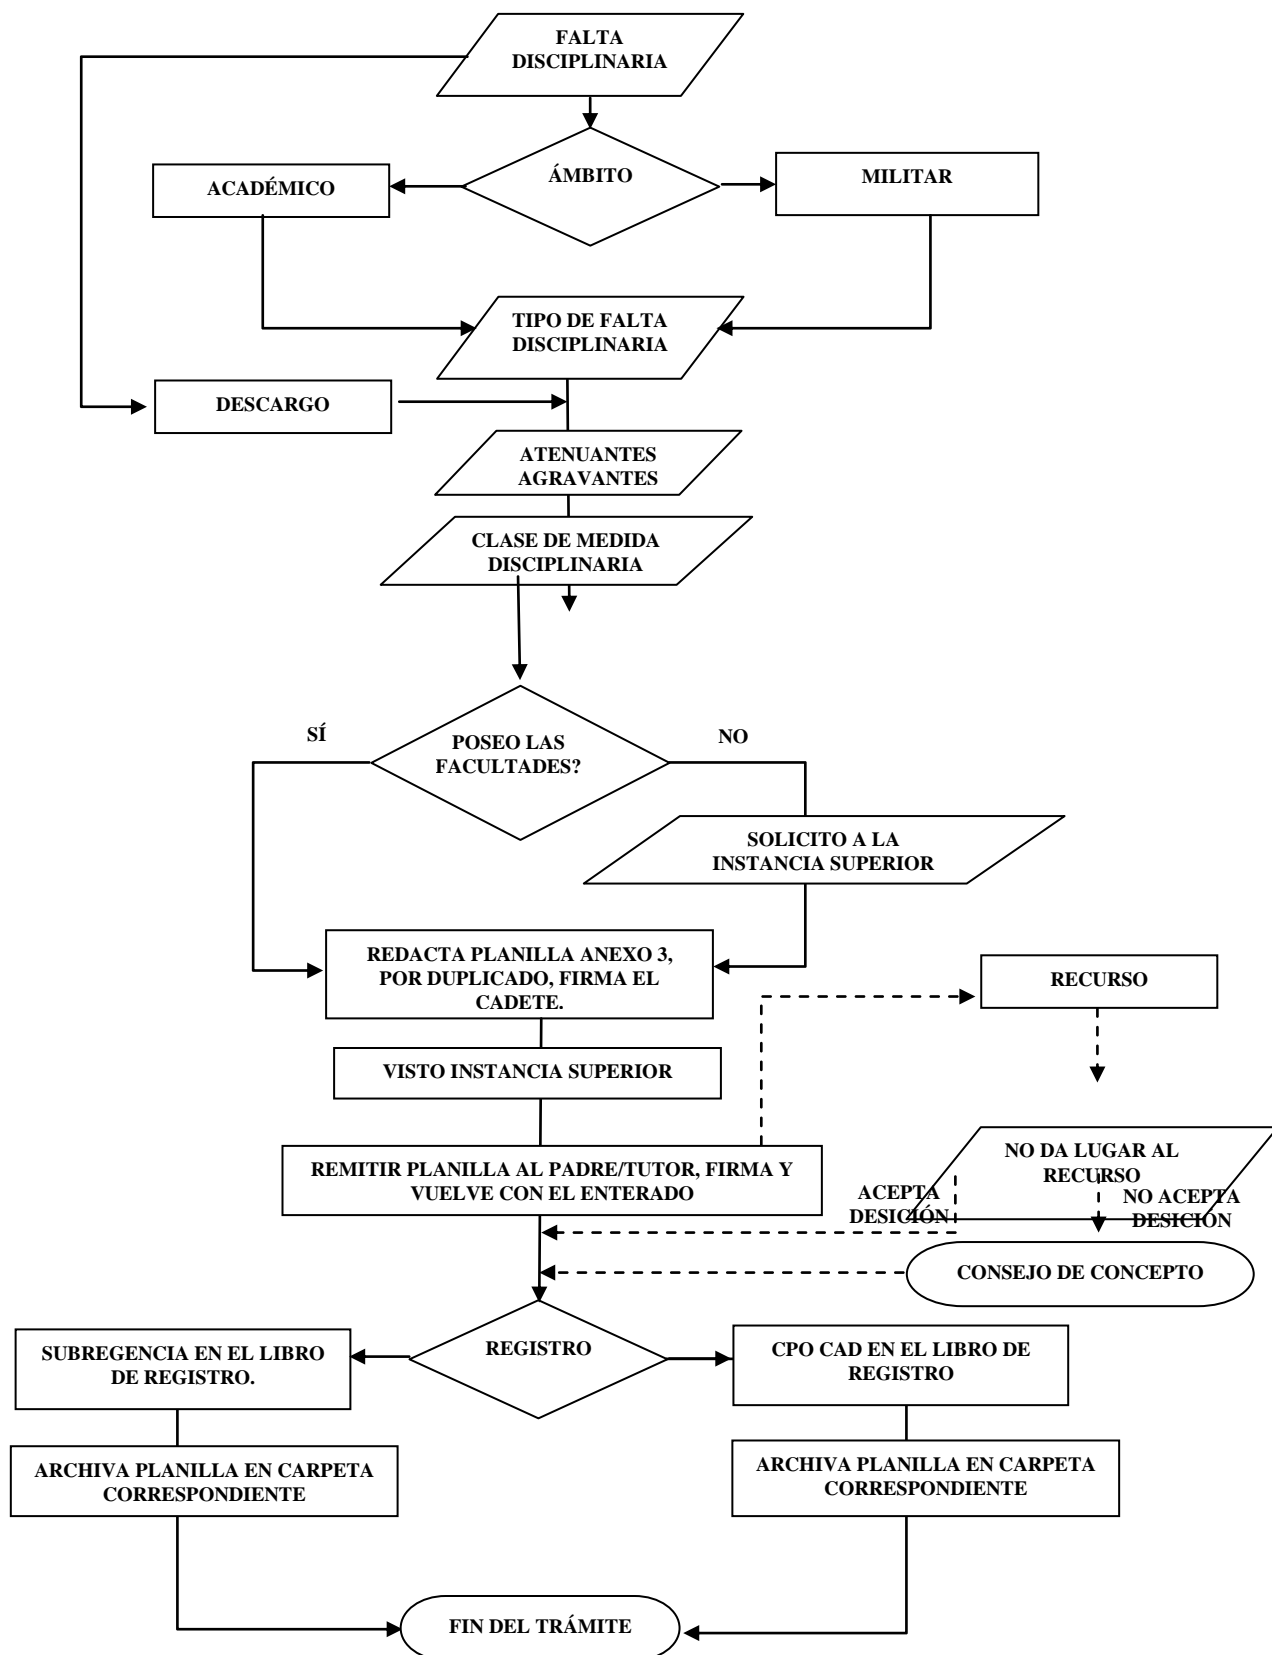 FALTA
DISCIPLINARIA
ÁMBITO
ACADÉMICO
MILITAR
TIPO DE FALTA
DISCIPLINARIA
DESCARGO
ATENUANTES
AGRAVANTES
CLASE DE MEDIDA
DISCIPLINARIA
SÍ
POSEO LAS
FACULTADES?
NO
SOLICITO A LA
INSTANCIA SUPERIOR
REDACTA PLANILLA ANEXO 3,
POR DUPLICADO, FIRMA EL
CADETE.
RECURSO
VISTO INSTANCIA SUPERIOR
REMITIR PLANILLA AL PADRE/TUTOR, FIRMA Y
VUELVE CON EL ENTERADO
NO DA LUGAR AL
RECURSO
ACEPTA
DESICIÓN
NO ACEPTA
DESICIÓN
CONSEJO DE CONCEPTO
REGISTRO
SUBREGENCIA EN EL LIBRO
DE REGISTRO.
CPO CAD EN EL LIBRO DE
REGISTRO
ARCHIVA PLANILLA EN CARPETA
CORRESPONDIENTE
ARCHIVA PLANILLA EN CARPETA
CORRESPONDIENTE
FIN DEL TRÁMITE